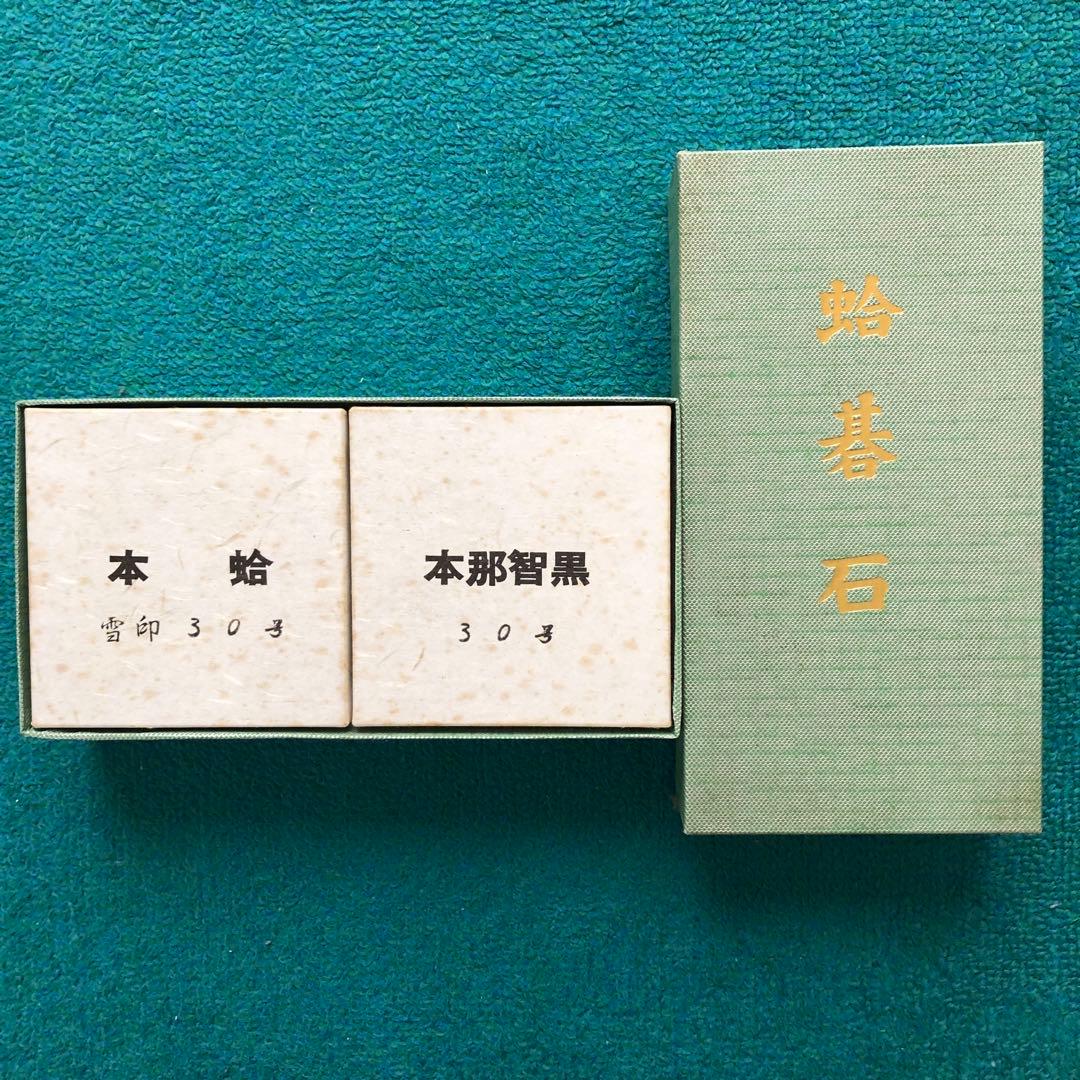 本 蛤
雪印 30号
本那智黒
30号
蛤碁石